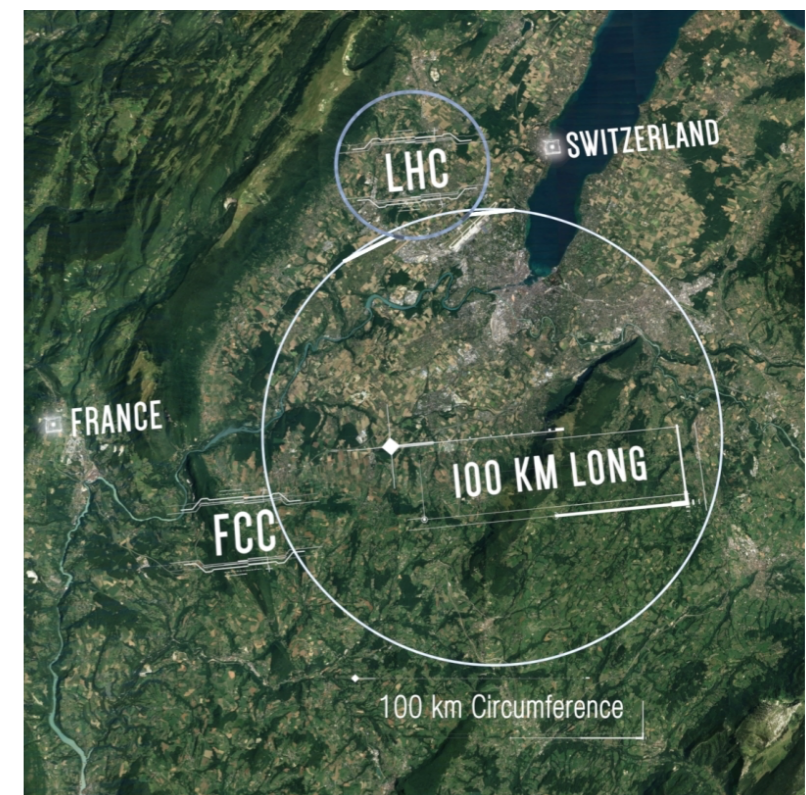 LHC
SWITZERLAND
FRANCE
100 KM LONG
FCC
100 km Circumference